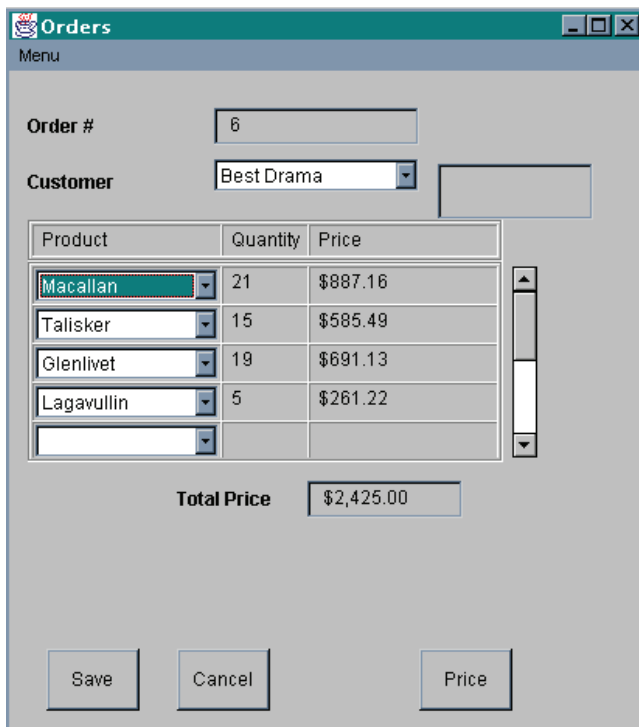 Orders
Menu
Order # 6
Customer Best Drama
Product Quantity Price
Macallan 21 $887.16
Talisker 15 $585.49
Glenlivet 19 $691.13
Lagavullin 5 $261.22
Total Price $2,425.00
Save Cancel Price